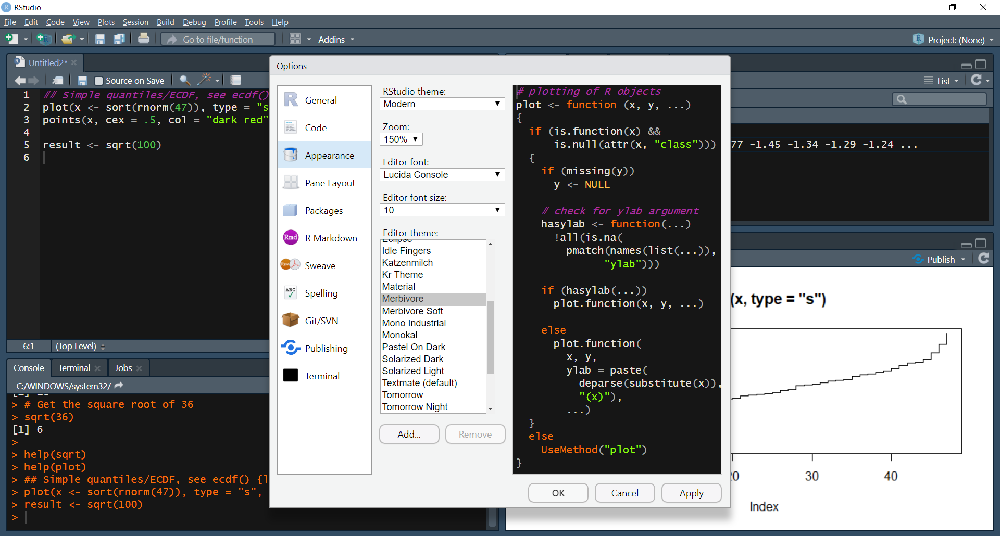 RStudio
File Edit Code View Plots Session Build Debug Profile Tools Help
Go to file/function Addins Project: (None)
Untitled2*
Source on Save
1 ## Simple quantiles/ECDF, see ecdf()
2 plot(x <- sort(rnorm(47)), type = "s
3 points(x, cex = .5, col = "dark red"
4
5 result <- sqrt(100)
6
6:1 (Top Level)
Console Terminal Jobs
C:/WINDOWS/system32/
> # Get the square root of 36
> sqrt(36)
[1] 6
>
> help(sqrt)
> help(plot)
> ## Simple quantiles/ECDF, see ecdf() {
> plot(x <- sort(rnorm(47)), type = "s",
> result <- sqrt(100)
>
Options
General
Code
Appearance
Pane Layout
Packages
Rmd R Markdown
Rnw Sweave
ABC Spelling
Git/SVN
Publishing
Terminal
RStudio theme:
Modern
Zoom:
150%
Editor font:
Lucida Console
Editor font size:
10
Editor theme:
Eclipse
Idle Fingers
Katzenmilch
Kr Theme
Material
Merbivore
Merbivore Soft
Mono Industrial
Monokai
Pastel On Dark
Solarized Dark
Solarized Light
Textmate (default)
Tomorrow
Tomorrow Night
Add... Remove
# plotting of R objects
plot <- function (x, y, ...)
{
if (is.function(x) &&
is.null(attr(x, "class")))
{
if (missing(y))
y <- NULL
# check for ylab argument
hasylab <- function(...)
!all(is.na(
pmatch(names(list(...)),
"ylab")))
if (hasylab(...))
plot.function(x, y, ...)
else
plot.function(
x, y,
ylab = paste(
deparse(substitute(x)),
"(x)"),
...)
}
else
UseMethod("plot")
}
OK Cancel Apply
List
77 -1.45 -1.34 -1.29 -1.24 ...
Publish
(x, type = "s")
20 30 40
Index